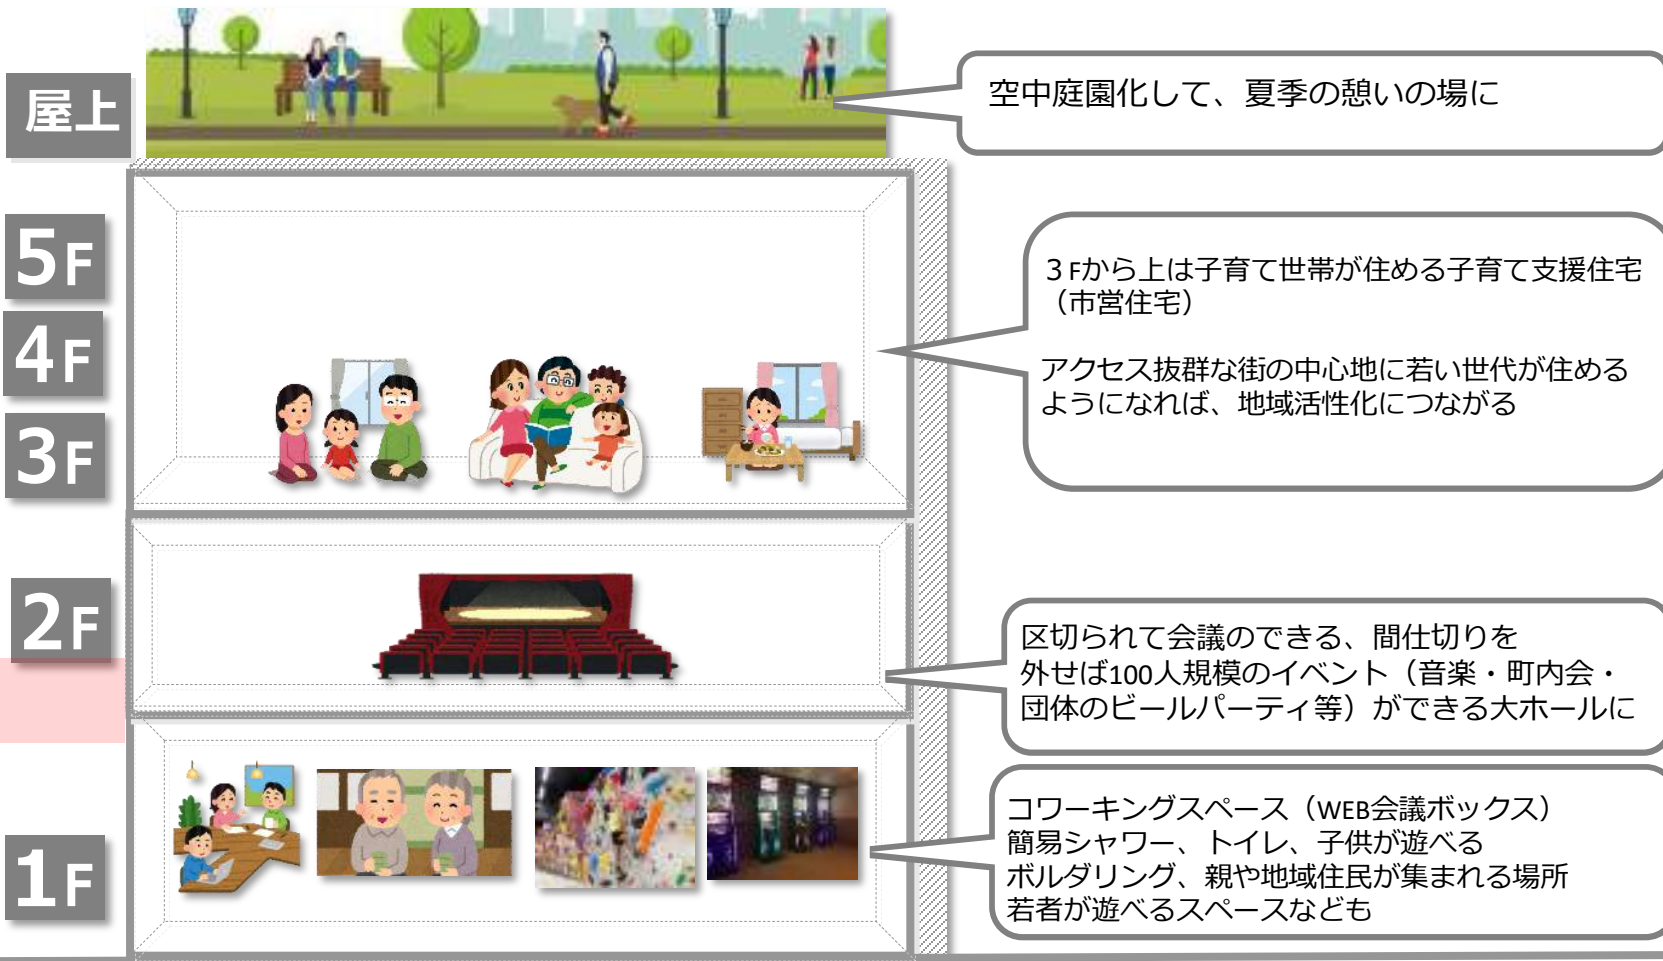 屋上
空中庭園化して、夏季の憩いの場に
5F
4F
3F
３Fから上は子育て世帯が住める子育て支援住宅
（市営住宅）
アクセス抜群な街の中心地に若い世代が住める
ようになれば、地域活性化につながる
2F
区切られて会議のできる、間仕切りを
外せば100人規模のイベント（音楽・町内会・
団体のビールパーティ等）ができる大ホールに
1F
コワーキングスペース（WEB会議ボックス）
簡易シャワー、トイレ、子供が遊べる
ボルダリング、親や地域住民が集まれる場所
若者が遊べるスペースなども